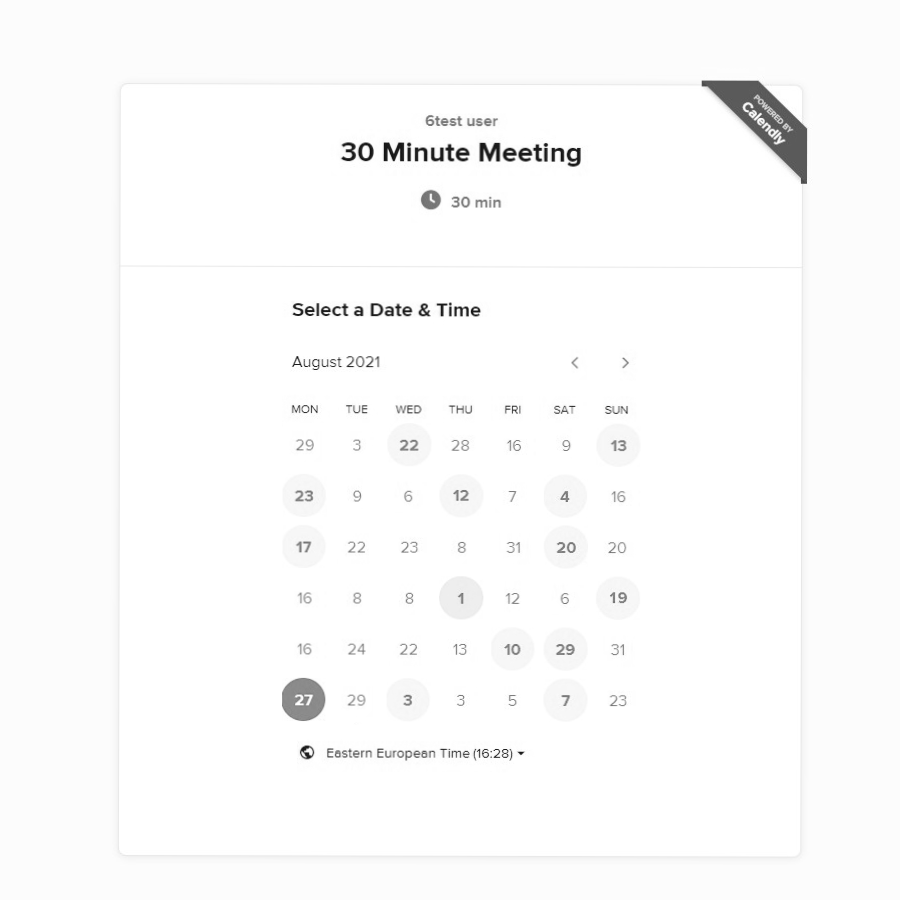 POWERED BY
Calendly
6test user
30 Minute Meeting
30 min
Select a Date & Time
August 2021
MON TUE WED THU FRI SAT SUN
29 3 22 28 16 9 13
23 9 6 12 7 4 16
17 22 23 8 31 20 20
16 8 8 1 12 6 19
16 24 22 13 10 29 31
27 29 3 3 5 7 23
Eastern European Time (16:28)